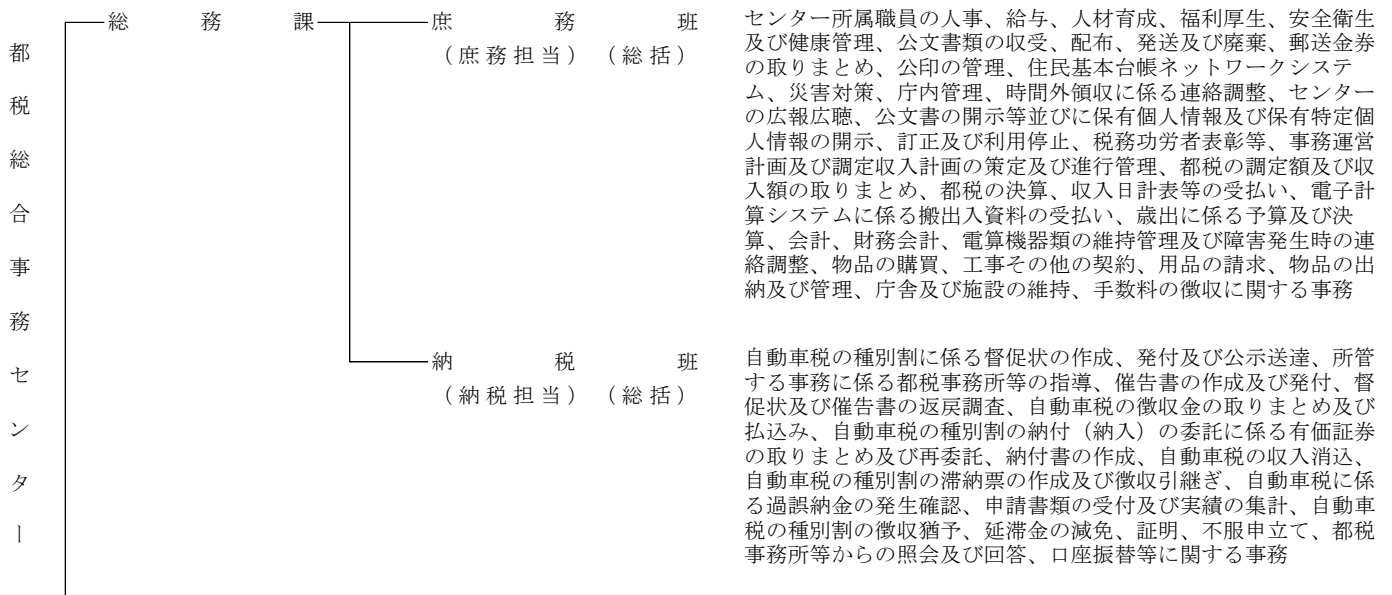 都税総合事務センター
総務課
庶務班
(庶務担当)(総括)
センター所属職員の人事、給与、人材育成、福利厚生、安全衛生
及び健康管理、公文書類の収受、配布、発送及び廃棄、郵送金券
の取りまとめ、公印の管理、住民基本台帳ネットワークシステ
ム、災害対策、庁内管理、時間外領収に係る連絡調整、センター
の広報広聴、公文書の開示等並びに保有個人情報及び保有特定個
人情報の開示、訂正及び利用停止、税務功労者表彰等、事務運営
計画及び調定収入計画の策定及び進行管理、都税の調定額及び収
入額の取りまとめ、都税の決算、収入日計表等の受払い、電子計
算システムに係る搬出入資料の受払い、歳出に係る予算及び決
算、会計、財務会計、電算機器類の維持管理及び障害発生時の連
絡調整、物品の購買、工事その他の契約、用品の請求、物品の出
納及び管理、庁舎及び施設の維持、手数料の徴収に関する事務
納税班
(納税担当)(総括)
自動車税の種別割に係る督促状の作成、発付及び公示送達、所管
する事務に係る都税事務所等の指導、催告書の作成及び発付、督
促状及び催告書の返戻調査、自動車税の徴収金の取りまとめ及び
払込み、自動車税の種別割の納付(納入)の委託に係る有価証券
の取りまとめ及び再委託、納付書の作成、自動車税の収入消込、
自動車税の種別割の滞納票の作成及び徴収引継ぎ、自動車税に係
る過誤納金の発生確認、申請書類の受付及び実績の集計、自動車
税の種別割の徴収猶予、延滞金の減免、証明、不服申立て、都税
事務所等からの照会及び回答、口座振替等に関する事務